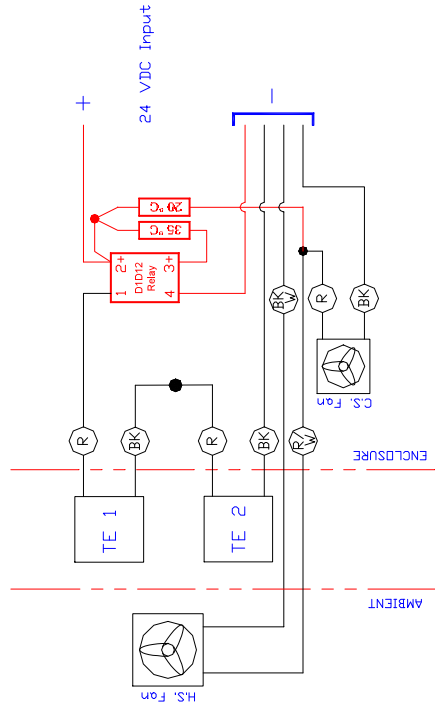 +
24 VDC Input
−
20°C
35°C
1 2+
D1D12
Relay
4 3+
BK
W
R
BK
C.S. Fan
R
BK
R
BK
R/
W
ENCLOSURE
TE 1
TE 2
AMBIENT
H.S. Fan